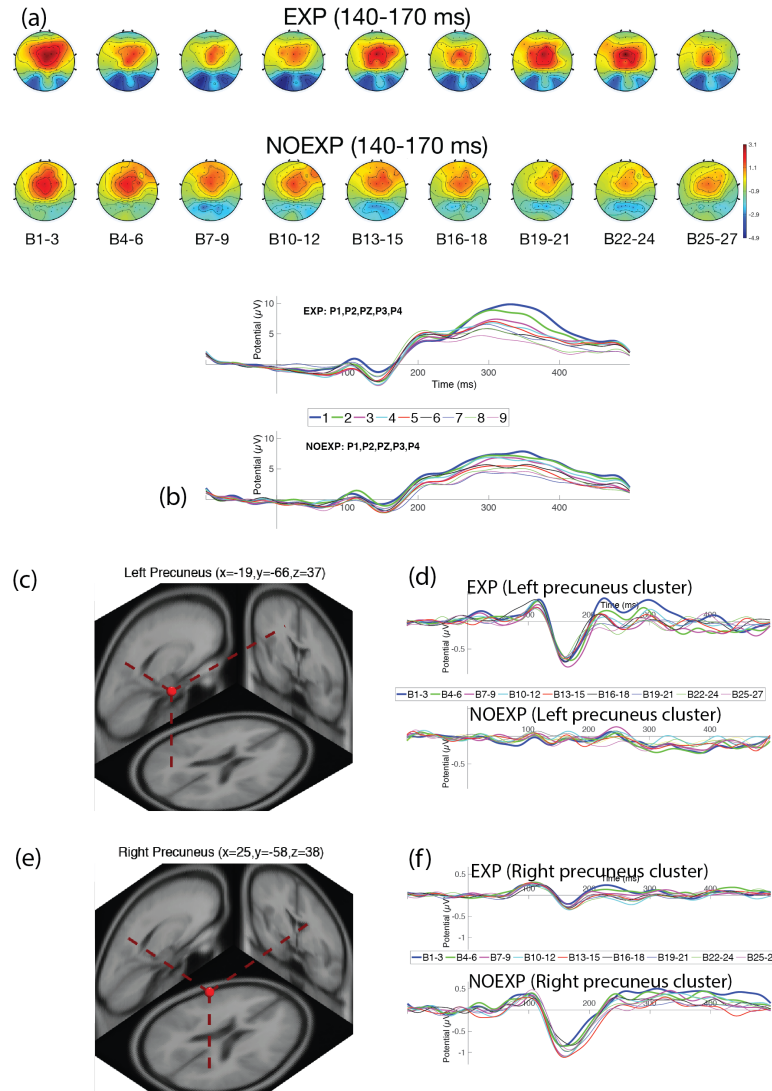 (a)
EXP (140-170 ms)
NOEXP (140-170 ms)
3.1
-0.9
-4.9
B1-3 B4-6 B7-9 B10-12 B13-15 B16-18 B19-21 B22-24 B25-27
10
5
Potential (µV)
EXP: P1,P2,PZ,P3,P4
100 200 300 400
Time (ms)
1 2 3 4 5 6 7 8 9
10
5
Potential (µV)
NOEXP: P1,P2,PZ,P3,P4
100 200 300 400
(b)
(c)
Left Precuneus (x=-19,y=-66,z=37)
(d)
EXP (Left precuneus cluster)
Time (ms)
100 200 300 400
-0.5
Potential (µV)
B1-3 B4-6 B7-9 B10-12 B13-15 B16-18 B19-21 B22-24 B25-27
NOEXP (Left precuneus cluster)
100 200 300 400
-0.5
Potential (µV)
(e)
Right Precuneus (x=25,y=-58,z=38)
(f)
EXP (Right precuneus cluster)
Time (ms)
0.5
100 200 300 400
-0.5
-1
Potential (µV)
B1-3 B4-6 B7-9 B10-12 B13-15 B16-18 B19-21 B22-24 B25-2
NOEXP (Right precuneus cluster)
0.5
100 200 300 400
-0.5
-1
Potential (µV)